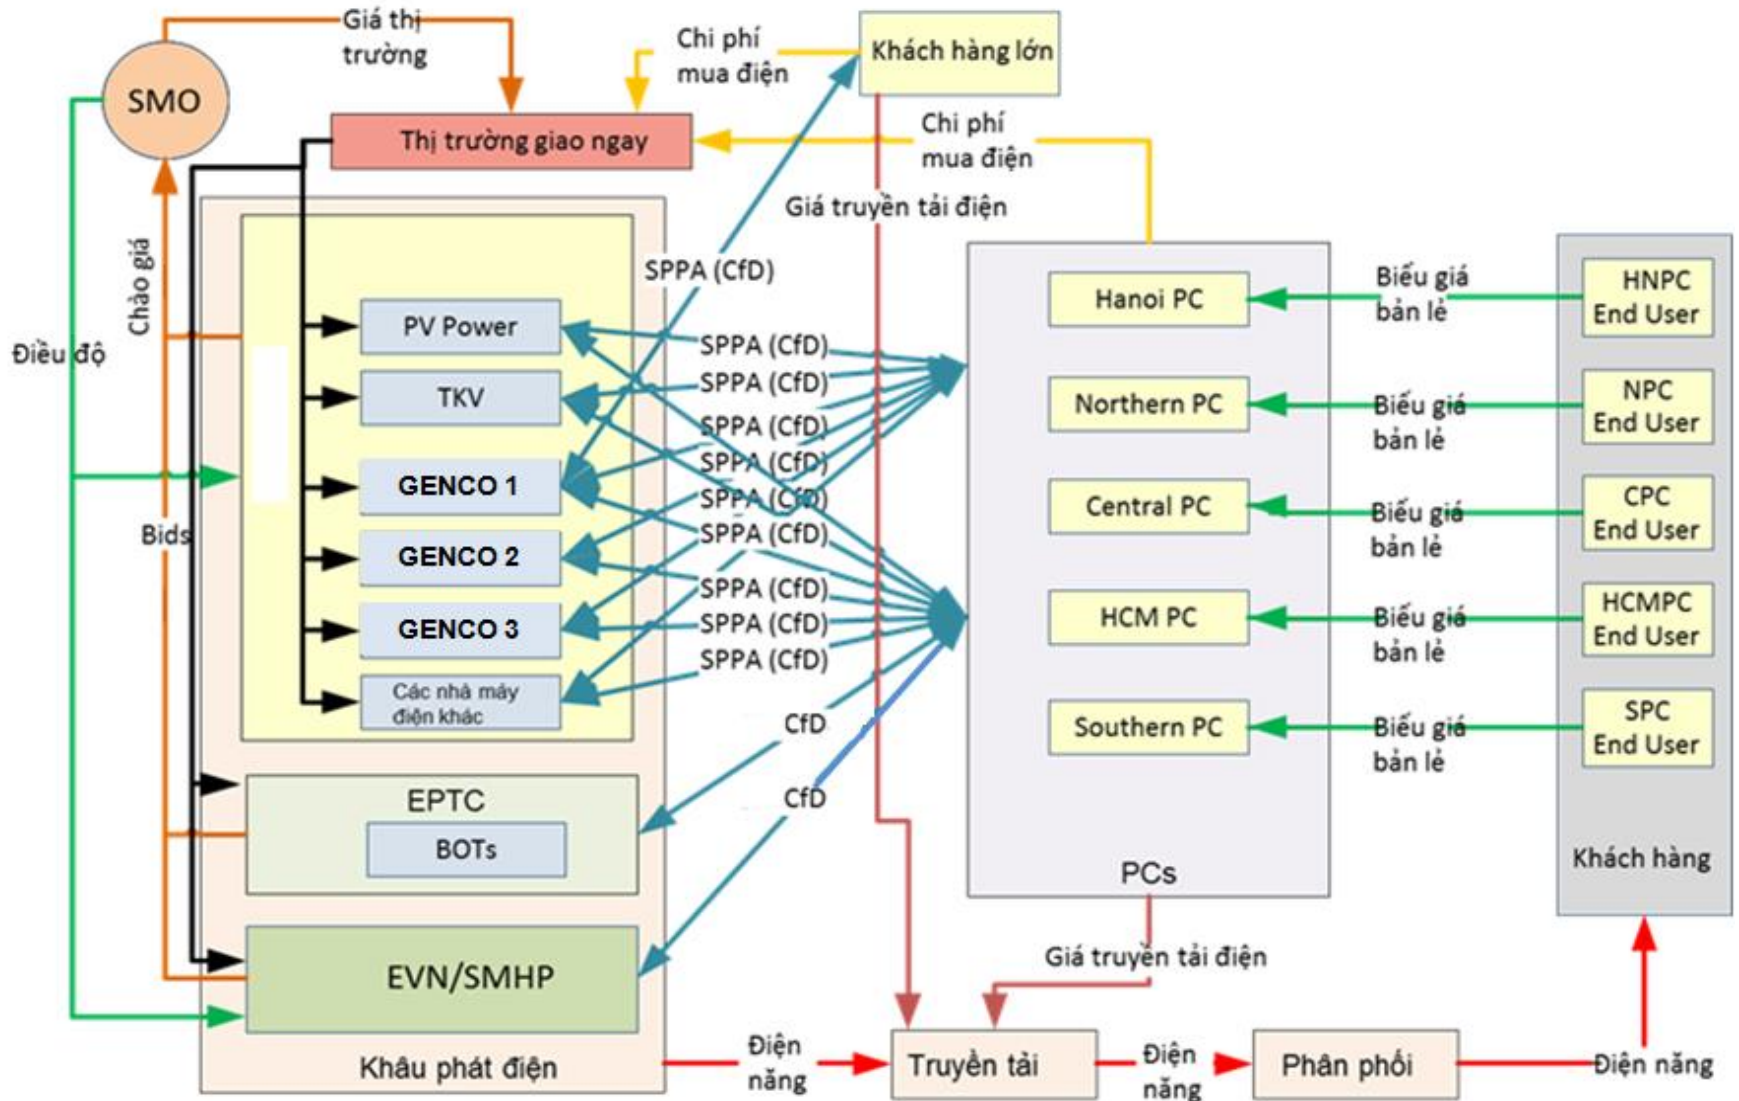 Giá thị
trường
SMO
Chi phí
mua điện
Khách hàng lớn
Thị trường giao ngay
Chi phí
mua điện
Giá truyền tải điện
Chào giá
Điều độ
Bids
SPPA (CfD)
PV Power
TKV
GENCO 1
GENCO 2
GENCO 3
Các nhà máy
điện khác
SPPA (CfD)
SPPA (CfD)
SPPA (CfD)
SPPA (CfD)
SPPA (CfD)
SPPA (CfD)
SPPA (CfD)
SPPA (CfD)
SPPA (CfD)
CfD
CfD
EPTC
BOTs
EVN/SMHP
Khâu phát điện
Hanoi PC
Northern PC
Central PC
HCM PC
Southern PC
PCs
Biểu giá
bản lẻ
Biểu giá
bản lẻ
Biểu giá
bản lẻ
Biểu giá
bản lẻ
Biểu giá
bản lẻ
HNPC
End User
NPC
End User
CPC
End User
HCMPC
End User
SPC
End User
Khách hàng
Giá truyền tải điện
Điện
năng
Truyền tải
Điện
năng
Phân phối
Điện năng